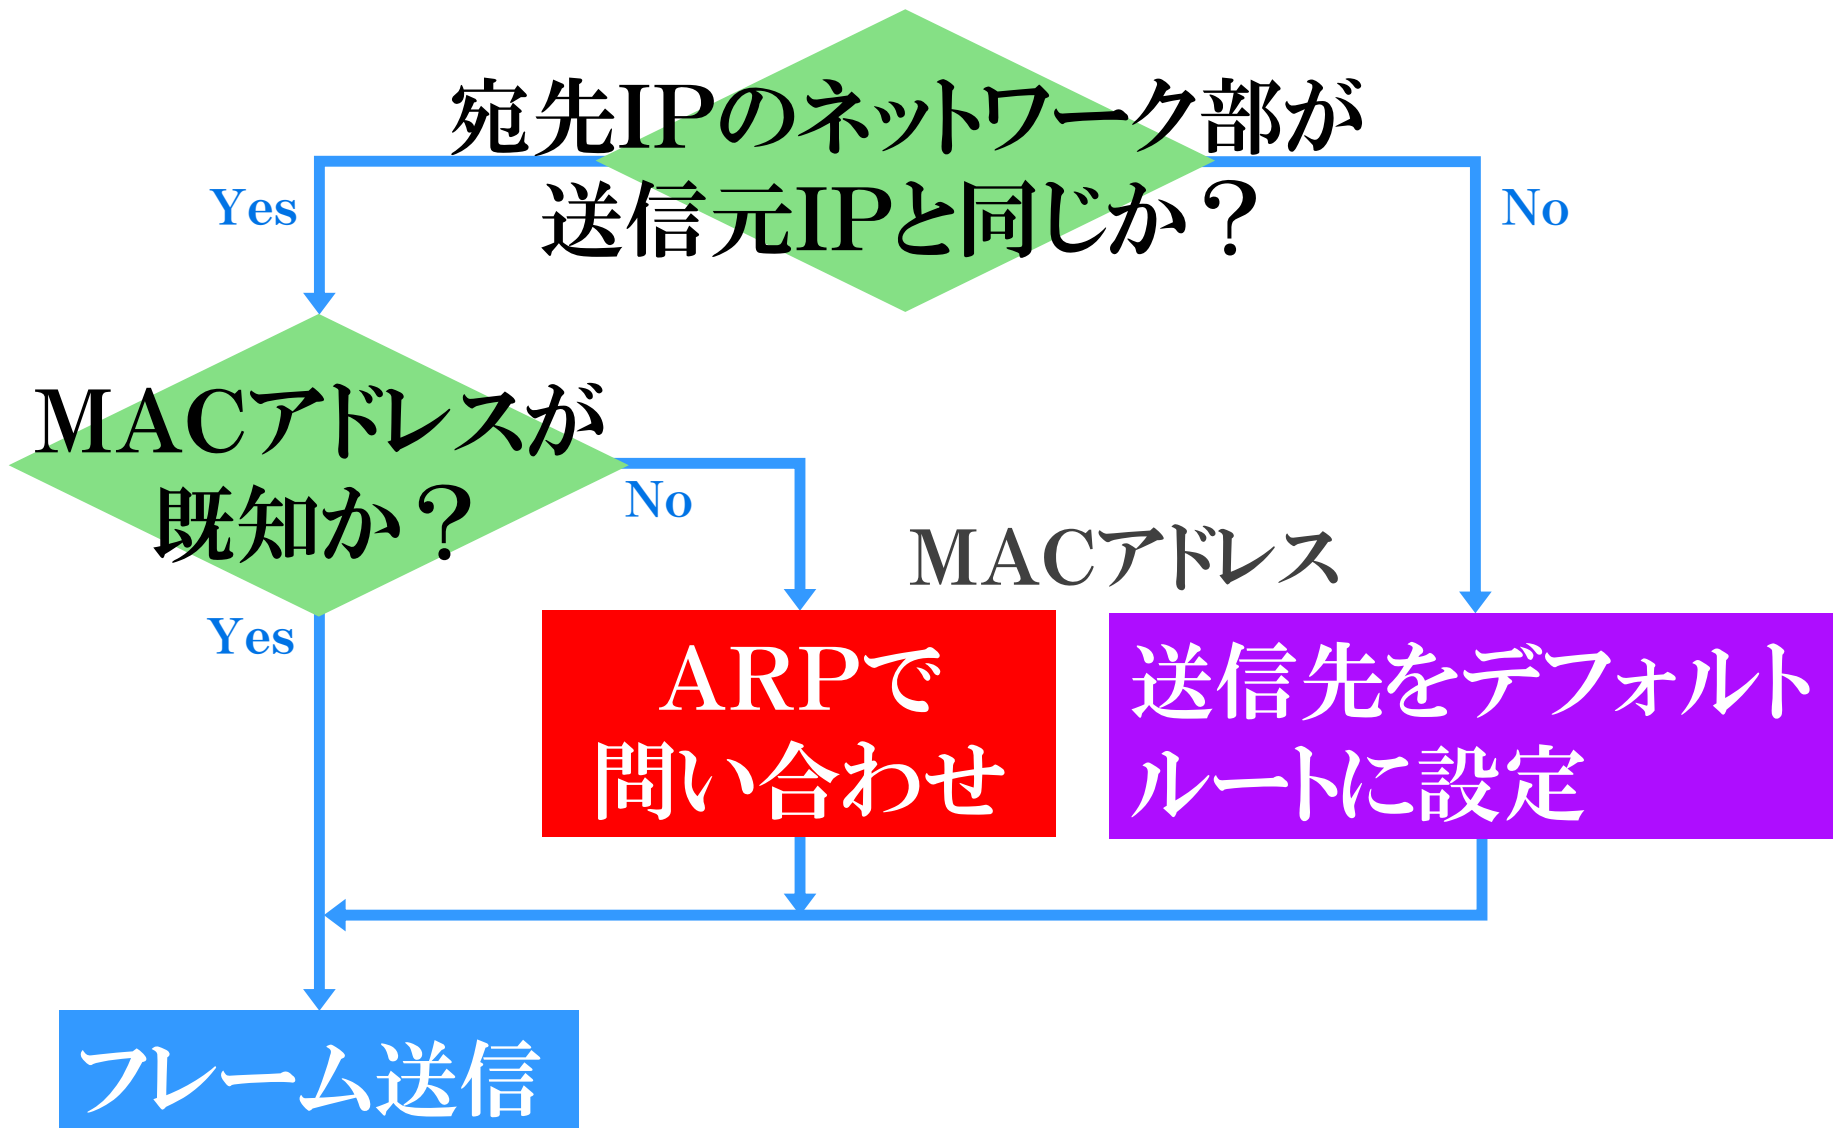 宛先IPのネットワーク部が
送信元IPと同じか？
Yes
No
MACアドレスが
既知か？
No
Yes
MACアドレス
ARPで
問い合わせ
送信先をデフォルト
ルートに設定
フレーム送信